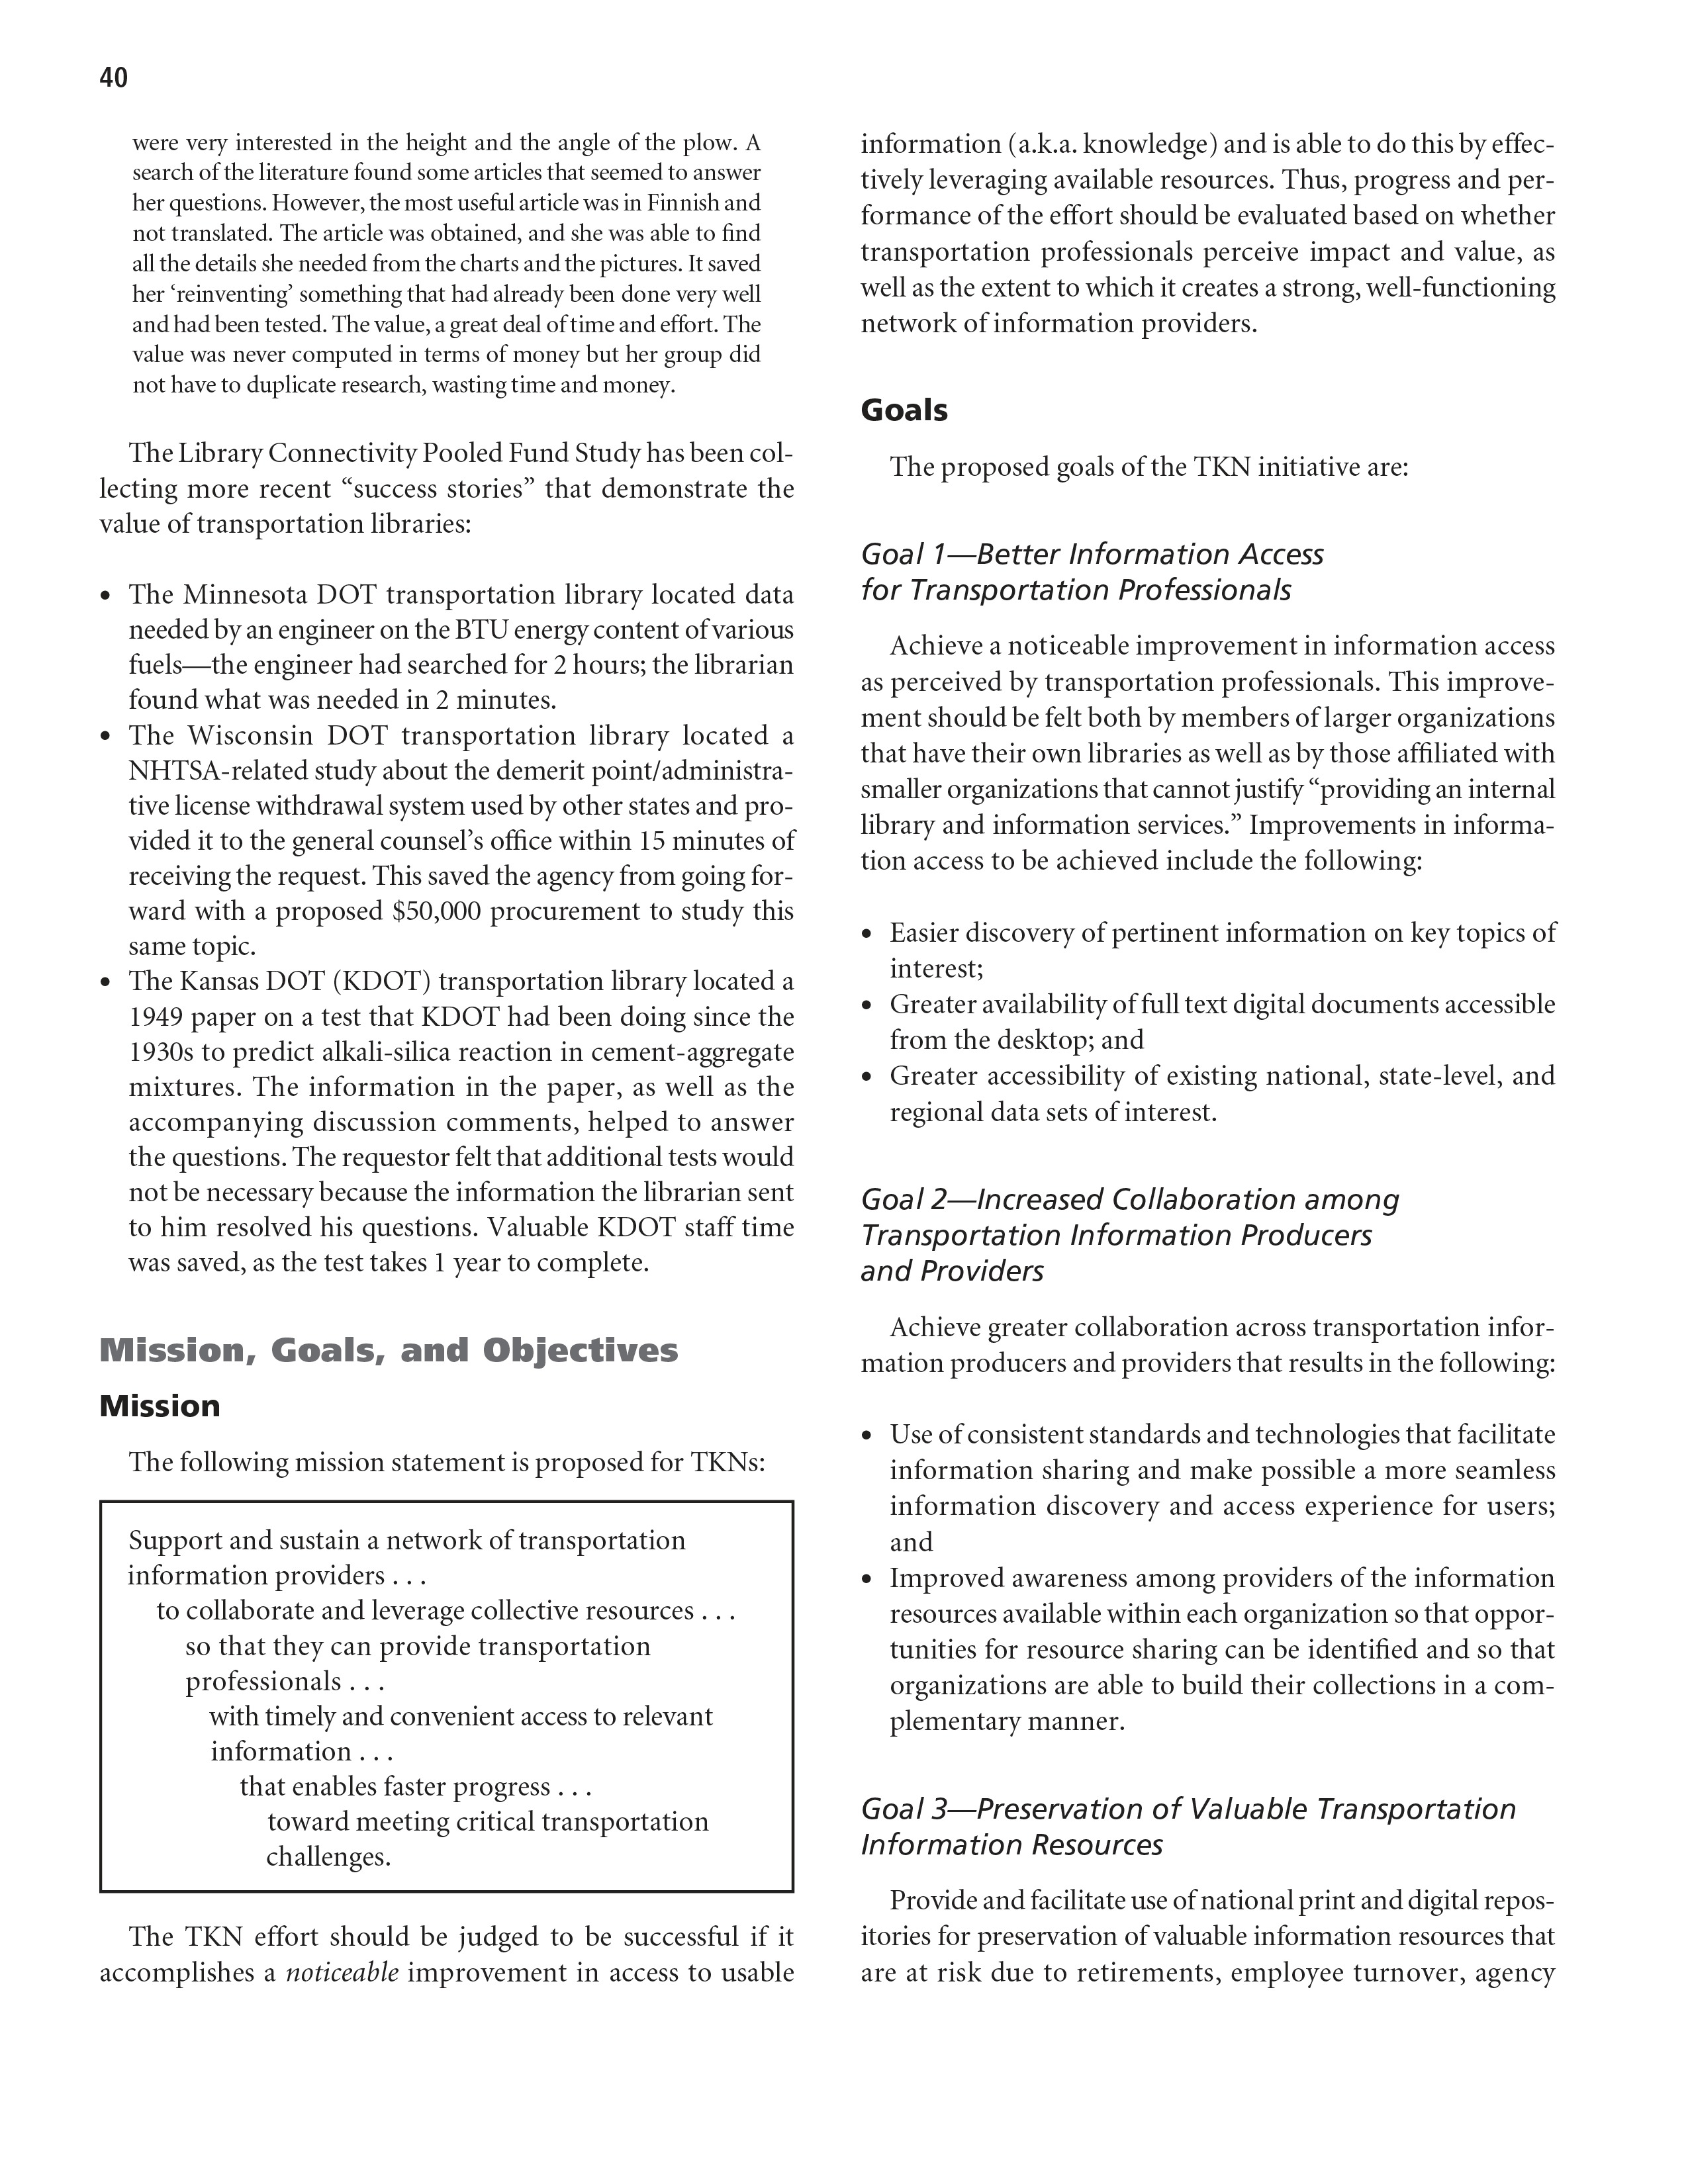 40
were very interested in the height and the angle of the plow. A
search of the literature found some articles that seemed to answer
her questions. However, the most useful article was in Finnish and
not translated. The article was obtained, and she was able to find
all the details she needed from the charts and the pictures. It saved
her ‘reinventing’ something that had already been done very well
and had been tested. The value, a great deal of time and effort. The
value was never computed in terms of money but her group did
not have to duplicate research, wasting time and money.
The Library Connectivity Pooled Fund Study has been col-
lecting more recent “success stories” that demonstrate the
value of transportation libraries:
• The Minnesota DOT transportation library located data
needed by an engineer on the BTU energy content of various
fuels—the engineer had searched for 2 hours; the librarian
found what was needed in 2 minutes.
• The Wisconsin DOT transportation library located a
NHTSA-related study about the demerit point/administra-
tive license withdrawal system used by other states and pro-
vided it to the general counsel’s office within 15 minutes of
receiving the request. This saved the agency from going for-
ward with a proposed $50,000 procurement to study this
same topic.
• The Kansas DOT (KDOT) transportation library located a
1949 paper on a test that KDOT had been doing since the
1930s to predict alkali-silica reaction in cement-aggregate
mixtures. The information in the paper, as well as the
accompanying discussion comments, helped to answer
the questions. The requestor felt that additional tests would
not be necessary because the information the librarian sent
to him resolved his questions. Valuable KDOT staff time
was saved, as the test takes 1 year to complete.
Mission, Goals, and Objectives
Mission
The following mission statement is proposed for TKNs:
Support and sustain a network of transportation
information providers . . .
to collaborate and leverage collective resources . . .
so that they can provide transportation
professionals . . .
with timely and convenient access to relevant
information . . .
that enables faster progress . . .
toward meeting critical transportation
challenges.
The TKN effort should be judged to be successful if it
accomplishes a noticeable improvement in access to usable
information (a.k.a. knowledge) and is able to do this by effec-
tively leveraging available resources. Thus, progress and per-
formance of the effort should be evaluated based on whether
transportation professionals perceive impact and value, as
well as the extent to which it creates a strong, well-functioning
network of information providers.
Goals
The proposed goals of the TKN initiative are:
Goal 1—Better Information Access
for Transportation Professionals
Achieve a noticeable improvement in information access
as perceived by transportation professionals. This improve-
ment should be felt both by members of larger organizations
that have their own libraries as well as by those affiliated with
smaller organizations that cannot justify “providing an internal
library and information services.” Improvements in informa-
tion access to be achieved include the following:
• Easier discovery of pertinent information on key topics of
interest;
• Greater availability of full text digital documents accessible
from the desktop; and
• Greater accessibility of existing national, state-level, and
regional data sets of interest.
Goal 2—Increased Collaboration among
Transportation Information Producers
and Providers
Achieve greater collaboration across transportation infor-
mation producers and providers that results in the following:
• Use of consistent standards and technologies that facilitate
information sharing and make possible a more seamless
information discovery and access experience for users;
and
• Improved awareness among providers of the information
resources available within each organization so that oppor-
tunities for resource sharing can be identified and so that
organizations are able to build their collections in a com-
plementary manner.
Goal 3—Preservation of Valuable Transportation
Information Resources
Provide and facilitate use of national print and digital repos-
itories for preservation of valuable information resources that
are at risk due to retirements, employee turnover, agency